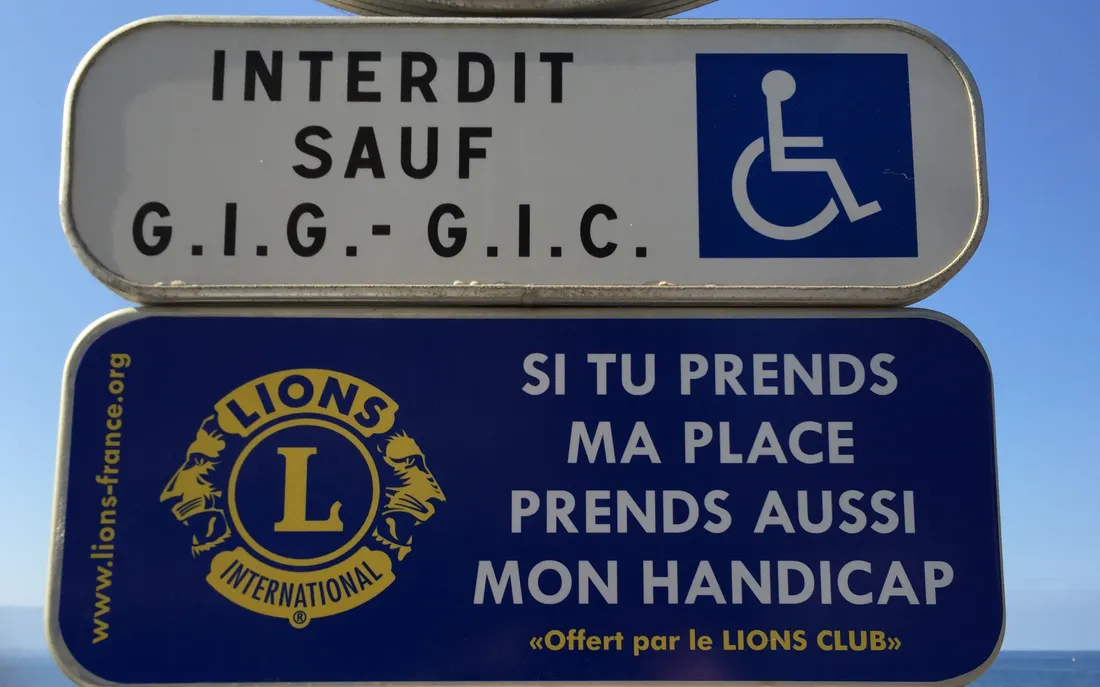 INTERDIT
SAUF
G.I.G.- G.I.C.
www.lions-france.org
LIONS
L
INTERNATIONAL
®
SI TU PRENDS
MA PLACE
PRENDS AUSSI
MON HANDICAP
«Offert par le LIONS CLUB»